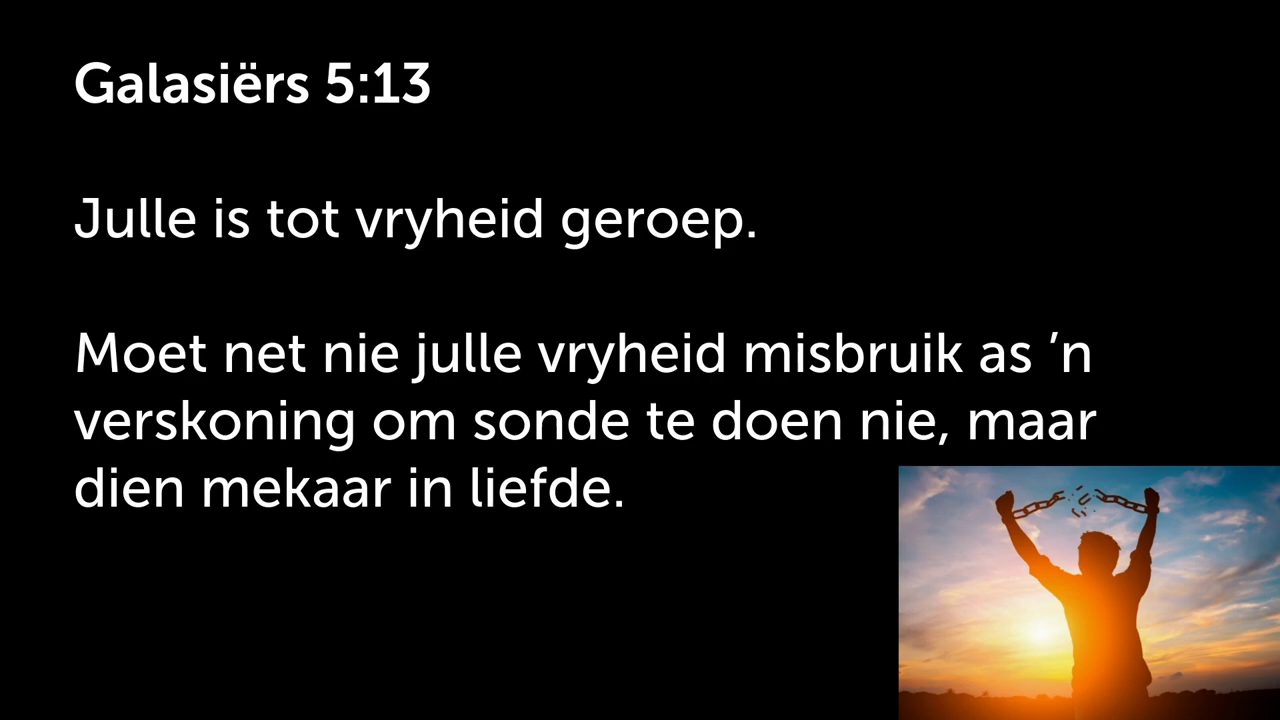 Galasiërs 5:13
Julle is tot vryheid geroep.
Moet net nie julle vryheid misbruik as ’n
verskoning om sonde te doen nie, maar
dien mekaar in liefde.